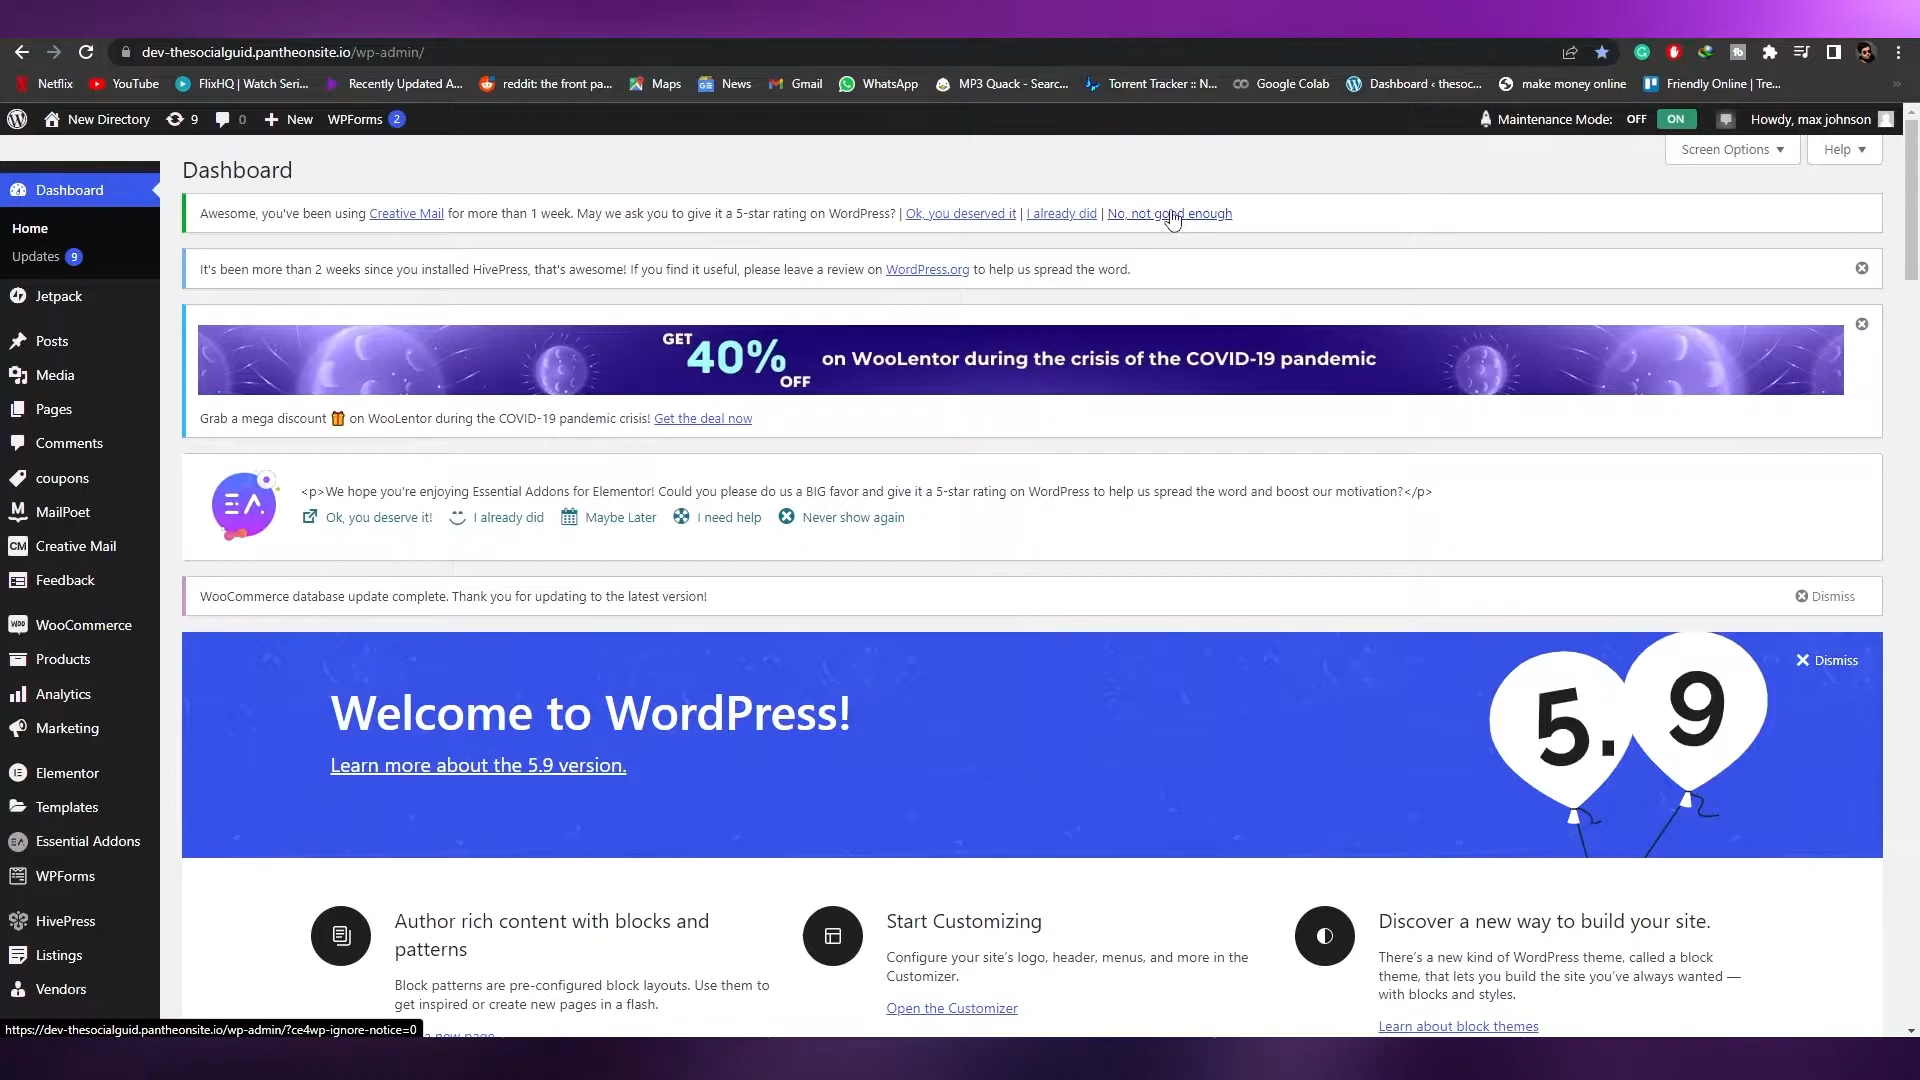 dev-thesocialguid.pantheonsite.io/wp-admin/
Netflix YouTube FlixHQ | Watch Seri... Recently Updated A... reddit: the front pa... Maps News Gmail WhatsApp MP3 Quack - Searc... Torrent Tracker :: N... Google Colab Dashboard ‹ thesoc... make money online Friendly Online | Tre...
New Directory 9 0 New WPForms 2 Maintenance Mode: OFF ON Howdy, max johnson
Screen Options Help
Dashboard
Home
Updates 9
Jetpack
Posts
Media
Pages
Comments
coupons
MailPoet
CM Creative Mail
Feedback
WooCommerce
Products
Analytics
Marketing
Elementor
Templates
Essential Addons
WPForms
HivePress
Listings
Vendors
Dashboard
Awesome, you've been using Creative Mail for more than 1 week. May we ask you to give it a 5-star rating on WordPress? | Ok, you deserved it | I already did | No, not good enough
It's been more than 2 weeks since you installed HivePress, that's awesome! If you find it useful, please leave a review on WordPress.org to help us spread the word.
GET 40% OFF on WooLentor during the crisis of the COVID-19 pandemic
Grab a mega discount on WooLentor during the COVID-19 pandemic crisis! Get the deal now
<p>We hope you're enjoying Essential Addons for Elementor! Could you please do us a BIG favor and give it a 5-star rating on WordPress to help us spread the word and boost our motivation?</p>
Ok, you deserve it! I already did Maybe Later I need help Never show again
WooCommerce database update complete. Thank you for updating to the latest version! Dismiss
Dismiss
Welcome to WordPress!
Learn more about the 5.9 version.
5.9
Author rich content with blocks and
patterns
Block patterns are pre-configured block layouts. Use them to
get inspired or create new pages in a flash.
a new page
Start Customizing
Configure your site's logo, header, menus, and more in the
Customizer.
Open the Customizer
Discover a new way to build your site.
There's a new kind of WordPress theme, called a block
theme, that lets you build the site you've always wanted —
with blocks and styles.
Learn about block themes
https://dev-thesocialguid.pantheonsite.io/wp-admin/?ce4wp-ignore-notice=0